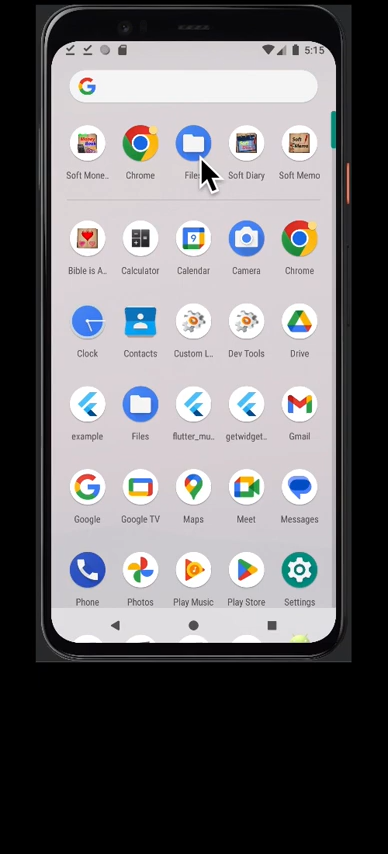 5:15
Soft Mone..
Chrome
Files
Soft Diary
Soft Memo
Bible is A..
Calculator
Calendar
Camera
Chrome
Clock
Contacts
Custom L..
Dev Tools
Drive
example
Files
flutter_mu..
getwidget..
Gmail
Google
Google TV
Maps
Meet
Messages
Phone
Photos
Play Music
Play Store
Settings